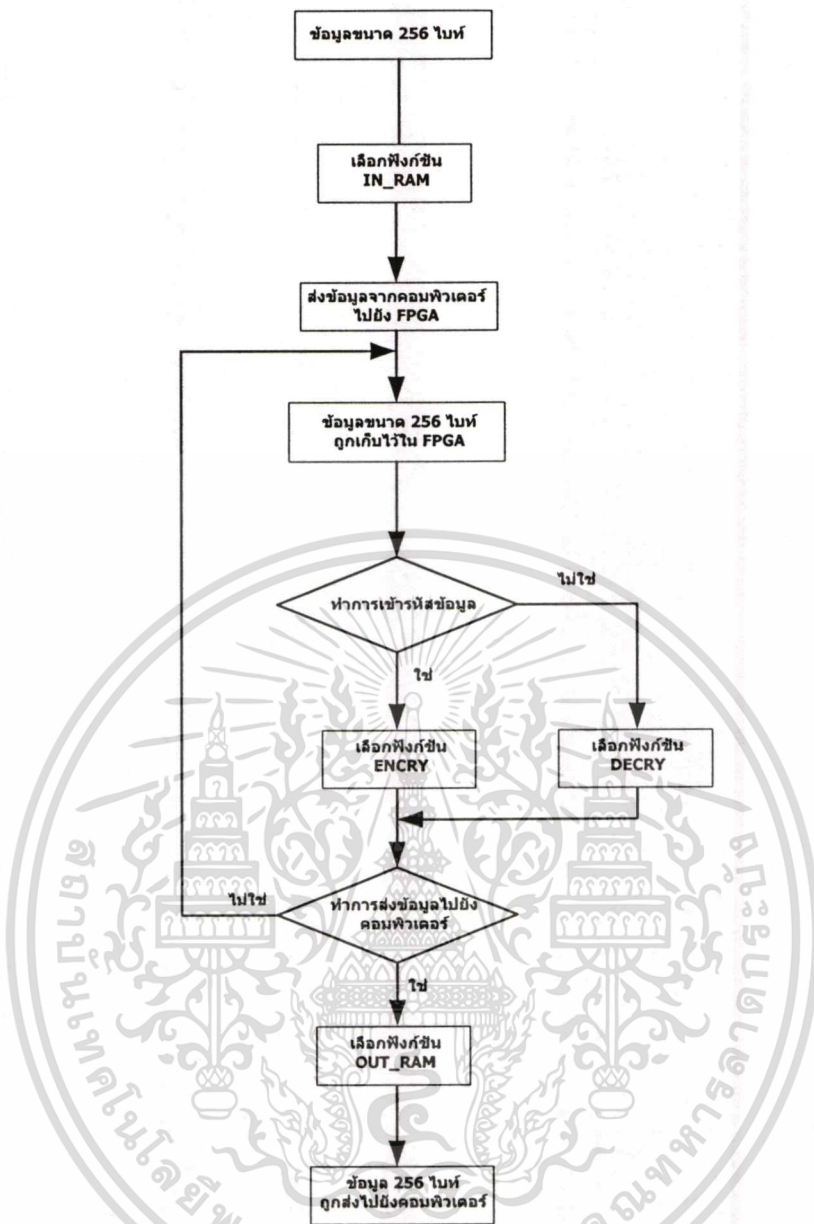 ข้อมูลขนาด 256 ไบท์
เลือกฟังก์ชัน
IN_RAM
ส่งข้อมูลจากคอมพิวเตอร์
ไปยัง FPGA
ข้อมูลขนาด 256 ไบท์
ถูกเก็บไว้ใน FPGA
ทำการเข้ารหัสข้อมูล
ไม่ใช่
ใช่
เลือกฟังก์ชัน
ENCRY
เลือกฟังก์ชัน
DECRY
ทำการส่งข้อมูลไปยัง
คอมพิวเตอร์
ไม่ใช่
ใช่
เลือกฟังก์ชัน
OUT_RAM
ข้อมูล 256 ไบท์
ถูกส่งไปยังคอมพิวเตอร์